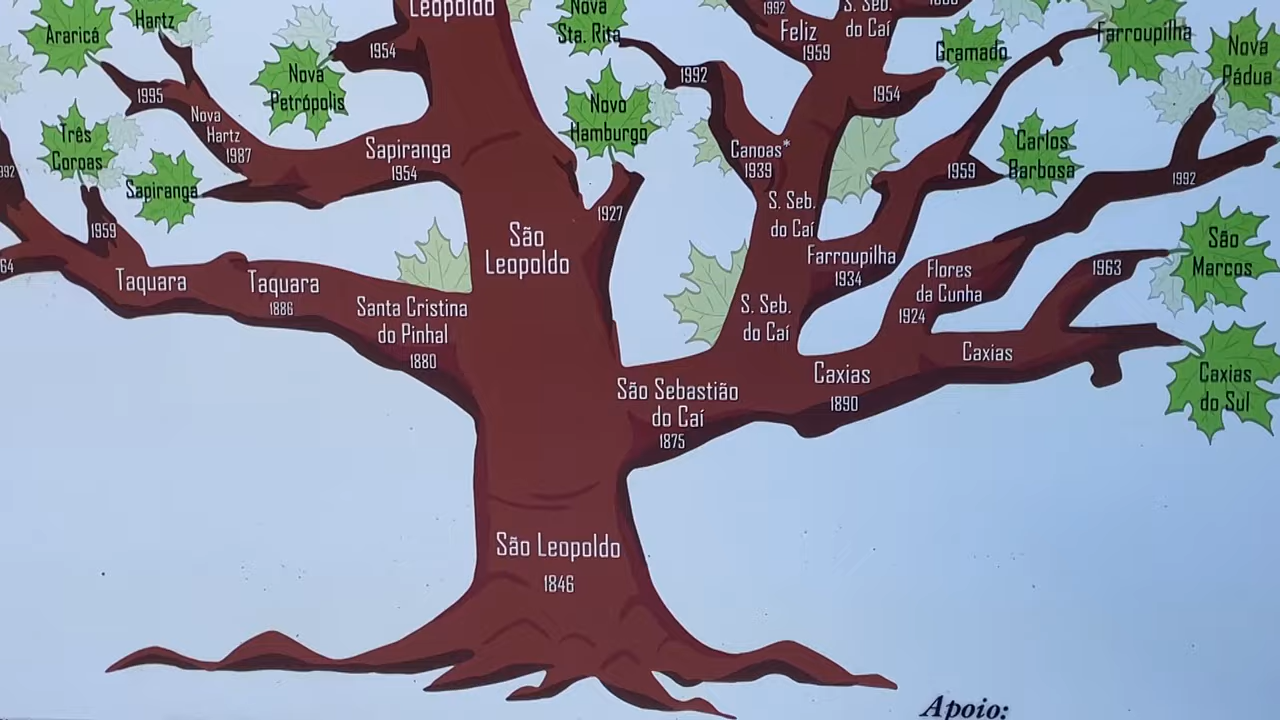 Leopoldo
Nova
Sta. Rita
1992
Feliz
1959
S. Seb.
do Caí
Araricá
Hartz
1954
Nova
Petrópolis
1992
Gramado
Farroupilha
Nova
Pádua
1995
Nova
Hartz
1987
Sapiranga
1954
Novo
Hamburgo
1954
Três
Coroas
Sapiranga
Canoas*
1939
1959
Carlos
Barbosa
1992
1959
1927
S. Seb.
do Caí
São
Leopoldo
Farroupilha
1934
São
Marcos
64
Taquara
Taquara
1886
Santa Cristina
do Pinhal
1880
Flores
da Cunha
1924
1963
S. Seb.
do Caí
Caxias
Caxias
1890
São Sebastião
do Caí
1875
Caxias
do Sul
São Leopoldo
1846
Apoio: